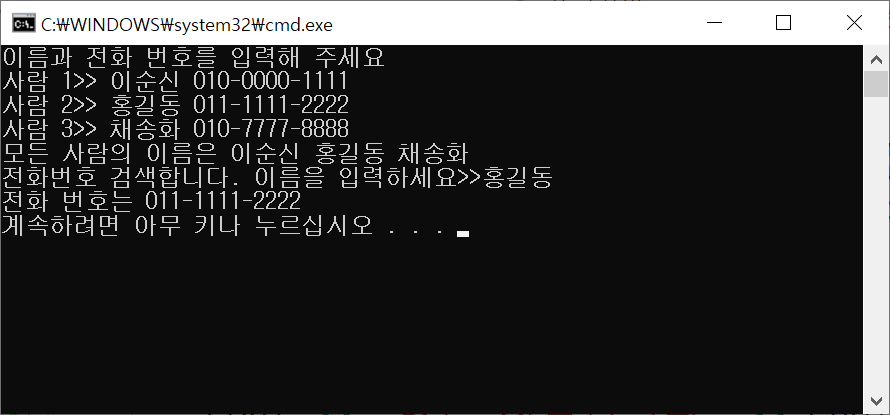 C:₩WINDOWS₩system32₩cmd.exe
이름과 전화 번호를 입력해 주세요
사람 1>> 이순신 010-0000-1111
사람 2>> 홍길동 011-1111-2222
사람 3>> 채송화 010-7777-8888
모든 사람의 이름은 이순신 홍길동 채송화
전화번호 검색합니다. 이름을 입력하세요>>홍길동
전화 번호는 011-1111-2222
계속하려면 아무 키나 누르십시오 . . .